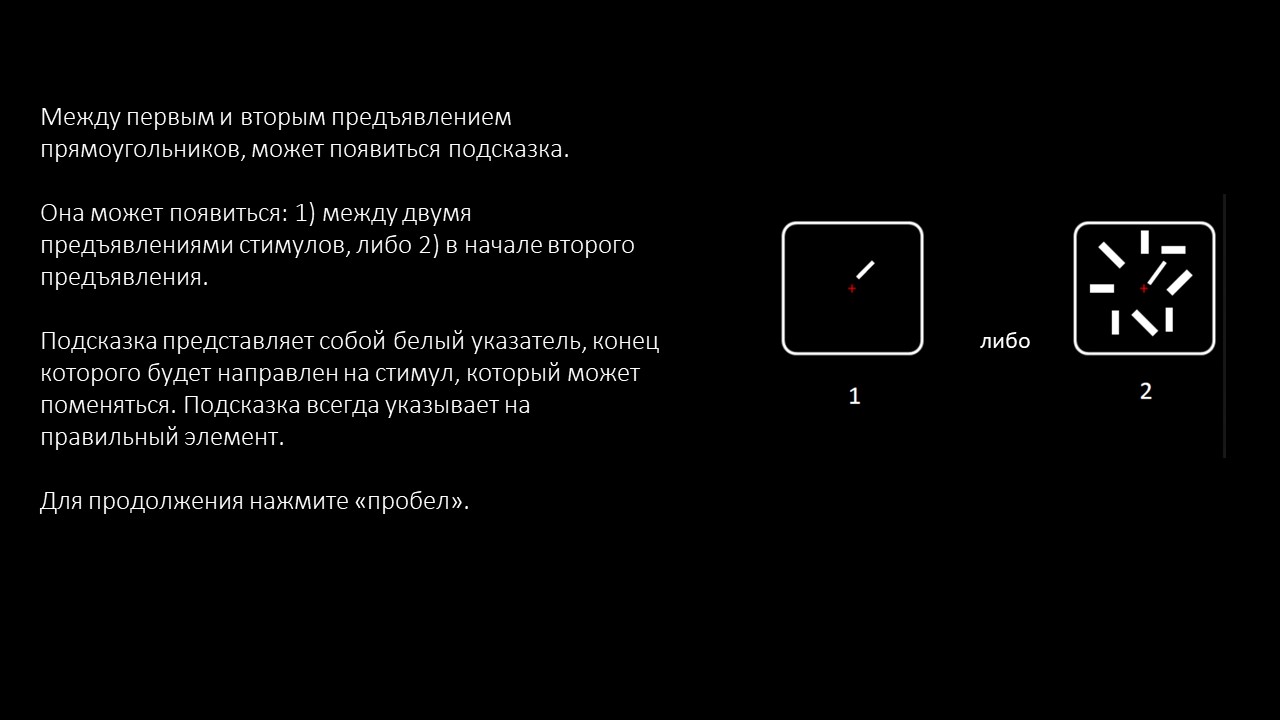 Между первым и вторым предъявлением
прямоугольников, может появиться подсказка.
Она может появиться: 1) между двумя
предъявлениями стимулов, либо 2) в начале второго
предъявления.
Подсказка представляет собой белый указатель, конец
которого будет направлен на стимул, который может
поменяться. Подсказка всегда указывает на
правильный элемент.
Для продолжения нажмите «пробел».
либо
1
2